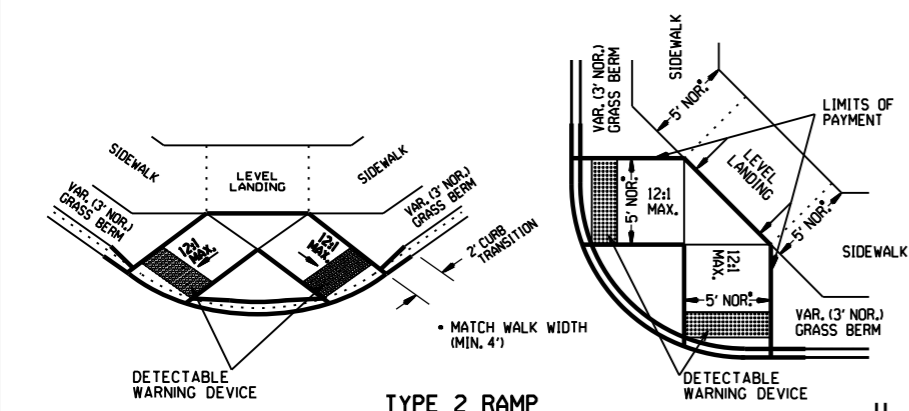 SIDEWALK
LEVEL
LANDING
SIDEWALK
VAR. (3' NOR.)
GRASS BERM
VAR. (3' NOR.)
GRASS BERM
12:1
MAX.
12:1
MAX.
2' CURB
TRANSITION
• MATCH WALK WIDTH
(MIN. 4')
DETECTABLE
WARNING DEVICE
TYPE 2 RAMP
VAR. (3' NOR.)
GRASS BERM
SIDEWALK
5' NOR.•
LIMITS OF
PAYMENT
LEVEL
LANDING
5' NOR.•
12:1
MAX.
5' NOR.•
SIDEWALK
12:1
MAX.
5' NOR.•
VAR. (3' NOR.)
GRASS BERM
DETECTABLE
WARNING DEVICE